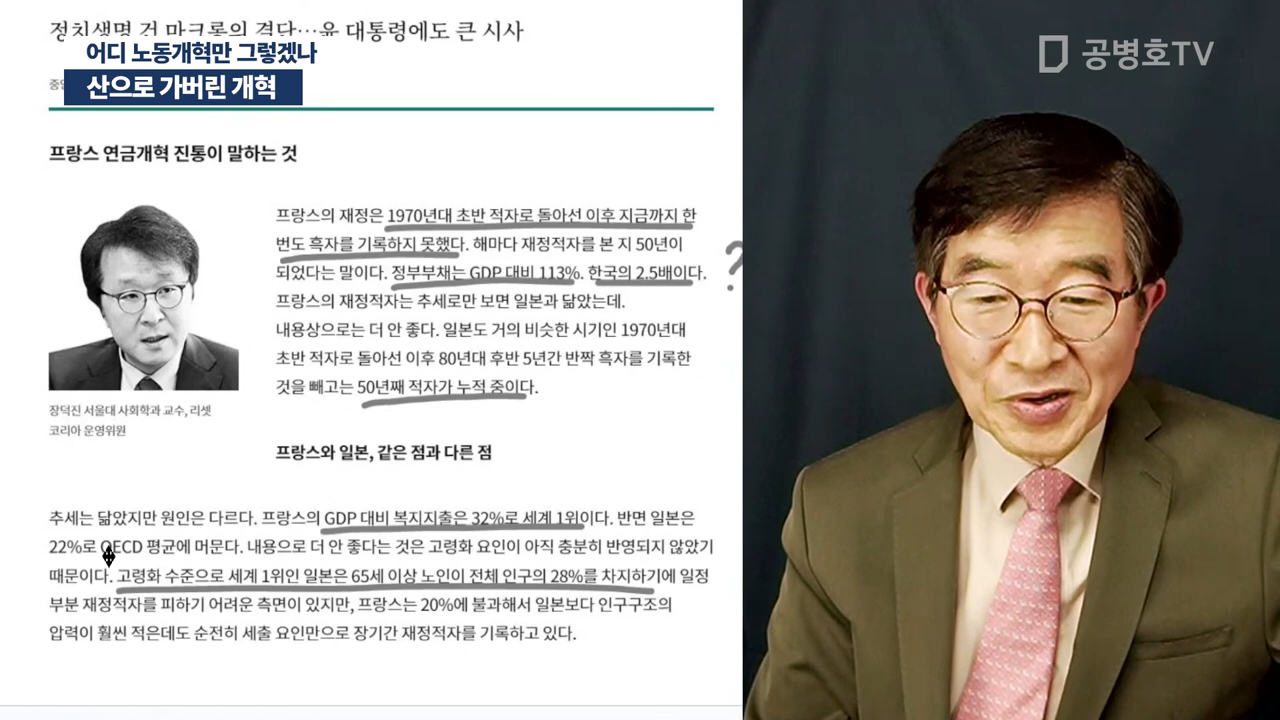 정치생명 건 마크롱의 결단…윤 대통령에도 큰 시사
어디 노동개혁만 그렇겠나
산으로 가버린 개혁
공병호TV
프랑스 연금개혁 진통이 말하는 것
프랑스의 재정은 1970년대 초반 적자로 돌아선 이후 지금까지 한
번도 흑자를 기록하지 못했다. 해마다 재정적자를 본 지 50년이
되었다는 말이다. 정부부채는 GDP 대비 113%. 한국의 2.5배이다.
?
프랑스의 재정적자는 추세로만 보면 일본과 닮았는데.
내용상으로는 더 안 좋다. 일본도 거의 비슷한 시기인 1970년대
초반 적자로 돌아선 이후 80년대 후반 5년간 반짝 흑자를 기록한
것을 빼고는 50년째 적자가 누적 중이다.
장덕진 서울대 사회학과 교수, 리셋
코리아 운영위원
프랑스와 일본, 같은 점과 다른 점
추세는 닮았지만 원인은 다르다. 프랑스의 GDP 대비 복지지출은 32%로 세계 1위이다. 반면 일본은
22%로 OECD 평균에 머문다. 내용으로 더 안 좋다는 것은 고령화 요인이 아직 충분히 반영되지 않았기
때문이다. 고령화 수준으로 세계 1위인 일본은 65세 이상 노인이 전체 인구의 28%를 차지하기에 일정
부분 재정적자를 피하기 어려운 측면이 있지만, 프랑스는 20%에 불과해서 일본보다 인구구조의
압력이 훨씬 적은데도 순전히 세출 요인만으로 장기간 재정적자를 기록하고 있다.